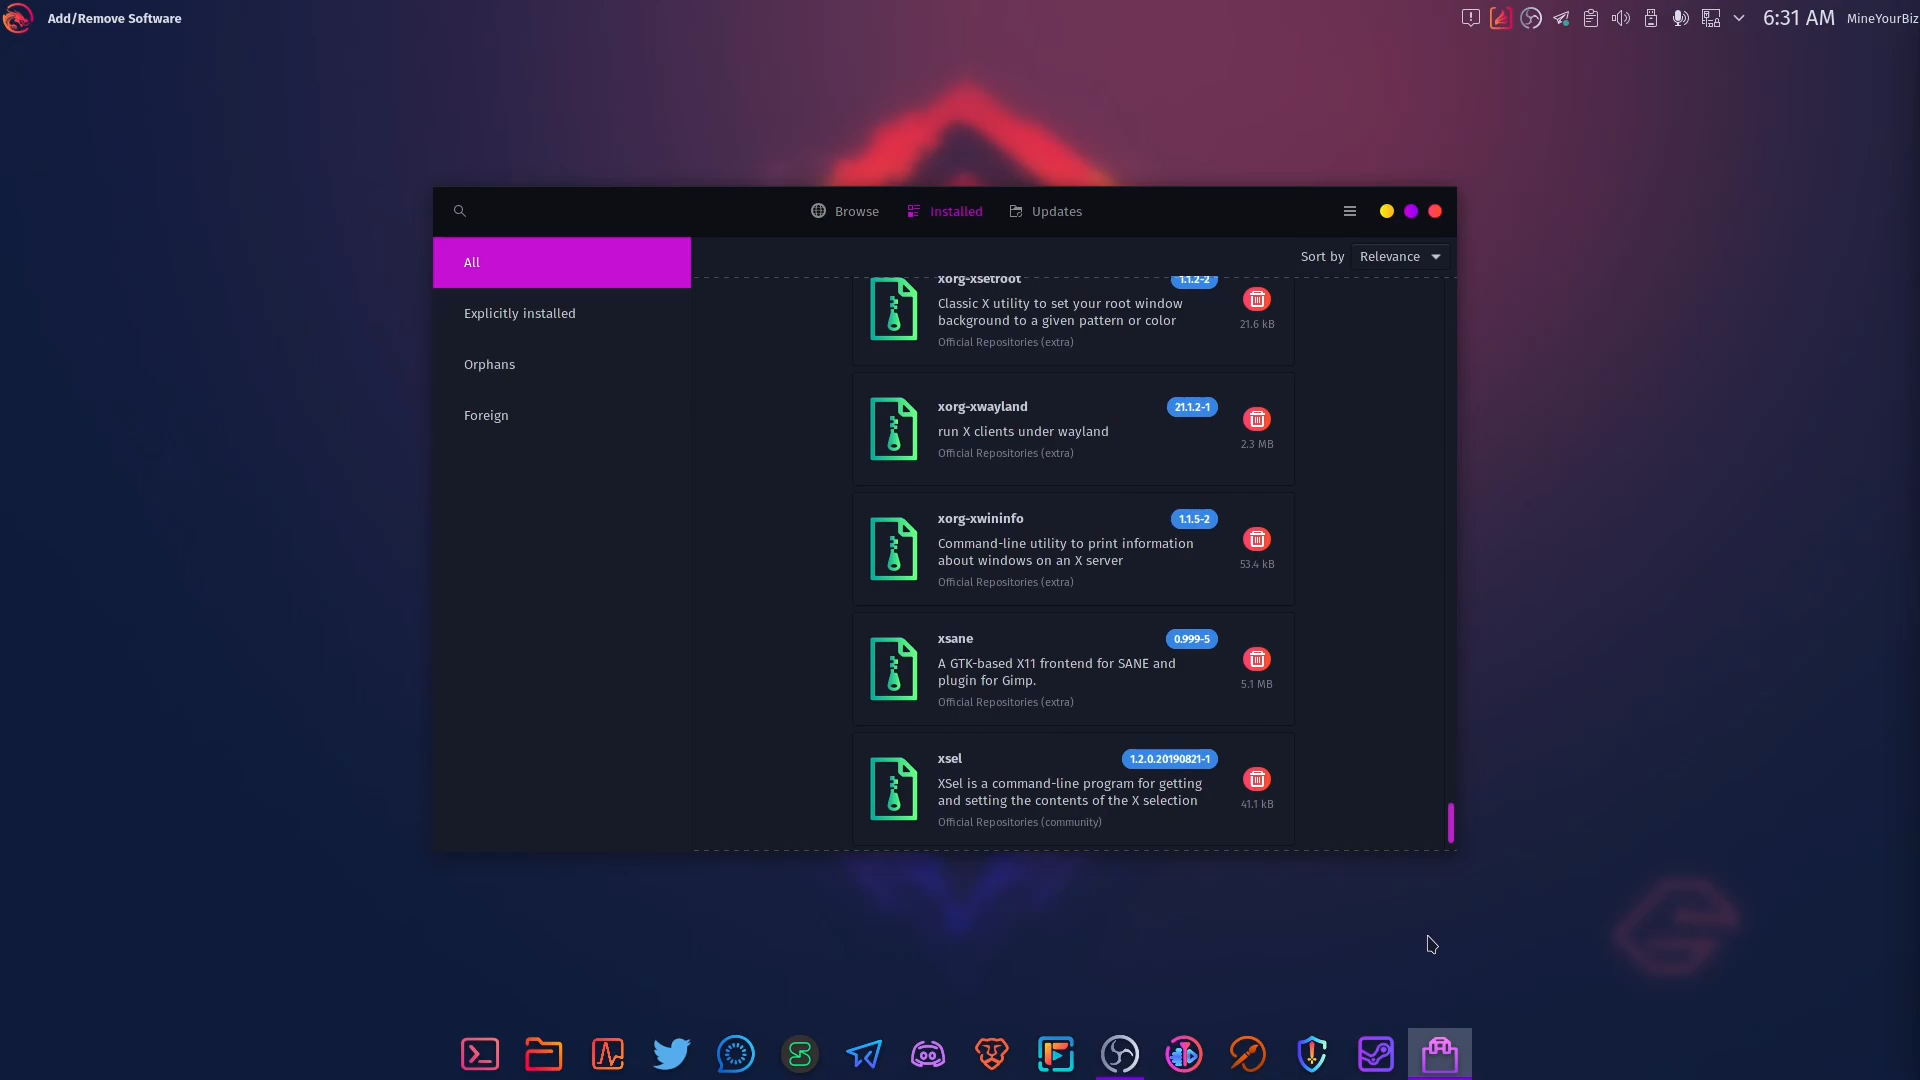 Add/Remove Software
6:31 AM
MineYourBiz
Browse
Installed
Updates
All
Explicitly installed
Orphans
Foreign
Sort by
Relevance
xorg-xsetroot
1.1.2-2
Classic X utility to set your root window
background to a given pattern or color
Official Repositories (extra)
21.6 kB
xorg-xwayland
21.1.2-1
run X clients under wayland
Official Repositories (extra)
2.3 MB
xorg-xwininfo
1.1.5-2
Command-line utility to print information
about windows on an X server
Official Repositories (extra)
53.4 kB
xsane
0.999-5
A GTK-based X11 frontend for SANE and
plugin for Gimp.
Official Repositories (extra)
5.1 MB
xsel
1.2.0.20190821-1
XSel is a command-line program for getting
and setting the contents of the X selection
Official Repositories (community)
41.1 kB